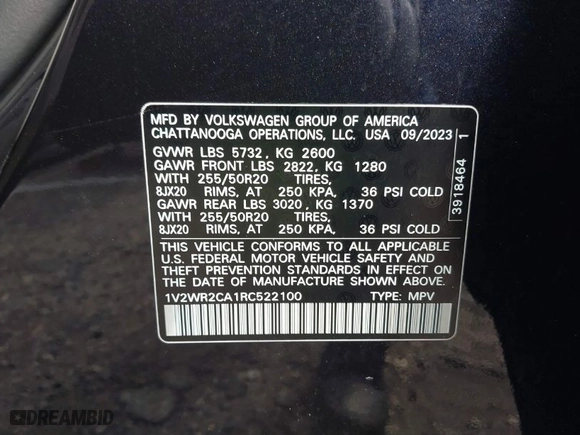 MFD BY VOLKSWAGEN GROUP OF AMERICA
CHATTANOOGA OPERATIONS, LLC. USA 09/2023
GVWR LBS 5732, KG 2600
GAWR FRONT LBS 2822, KG 1280
WITH 255/50R20 TIRES,
8JX20 RIMS, AT 250 KPA, 36 PSI COLD
GAWR REAR LBS 3020, KG 1370
WITH 255/50R20 TIRES,
8JX20 RIMS, AT 250 KPA, 36 PSI COLD
THIS VEHICLE CONFORMS TO ALL APPLICABLE
U.S. FEDERAL MOTOR VEHICLE SAFETY AND
THEFT PREVENTION STANDARDS IN EFFECT ON THE
DATE OF MANUFACTURE SHOWN ABOVE.
1V2WR2CA1RC522100 TYPE: MPV
3918464 1
DREAMBID